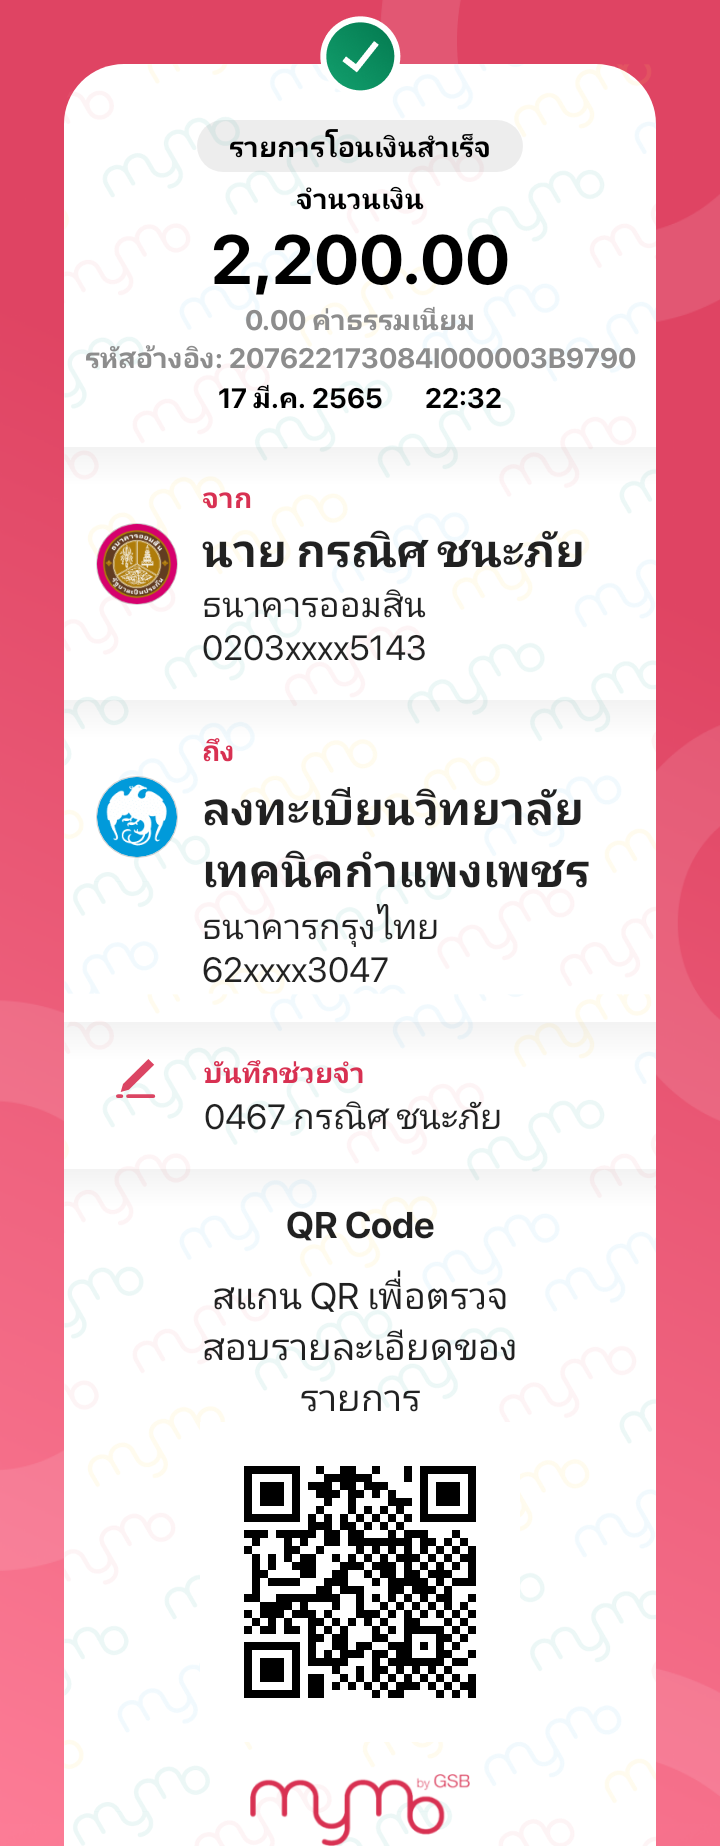 รายการโอนเงินสำเร็จ
จำนวนเงิน
2,200.00
0.00 ค่าธรรมเนียม
รหัสอ้างอิง: 207622173084I000003B9790
17 มี.ค. 2565 22:32
จาก
นาย กรณิศ ชนะภัย
ธนาคารออมสิน
0203xxxx5143
ถึง
ลงทะเบียนวิทยาลัย
เทคนิคกำแพงเพชร
ธนาคารกรุงไทย
62xxxx3047
บันทึกช่วยจำ
0467 กรณิศ ชนะภัย
QR Code
สแกน QR เพื่อตรวจ
สอบรายละเอียดของ
รายการ
mymo by GSB